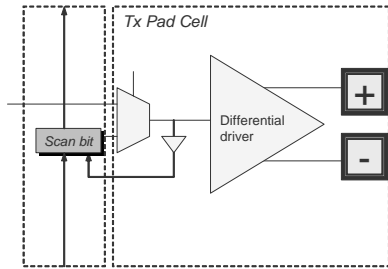 Tx Pad Cell
+
Differential
driver
Scan bit
-